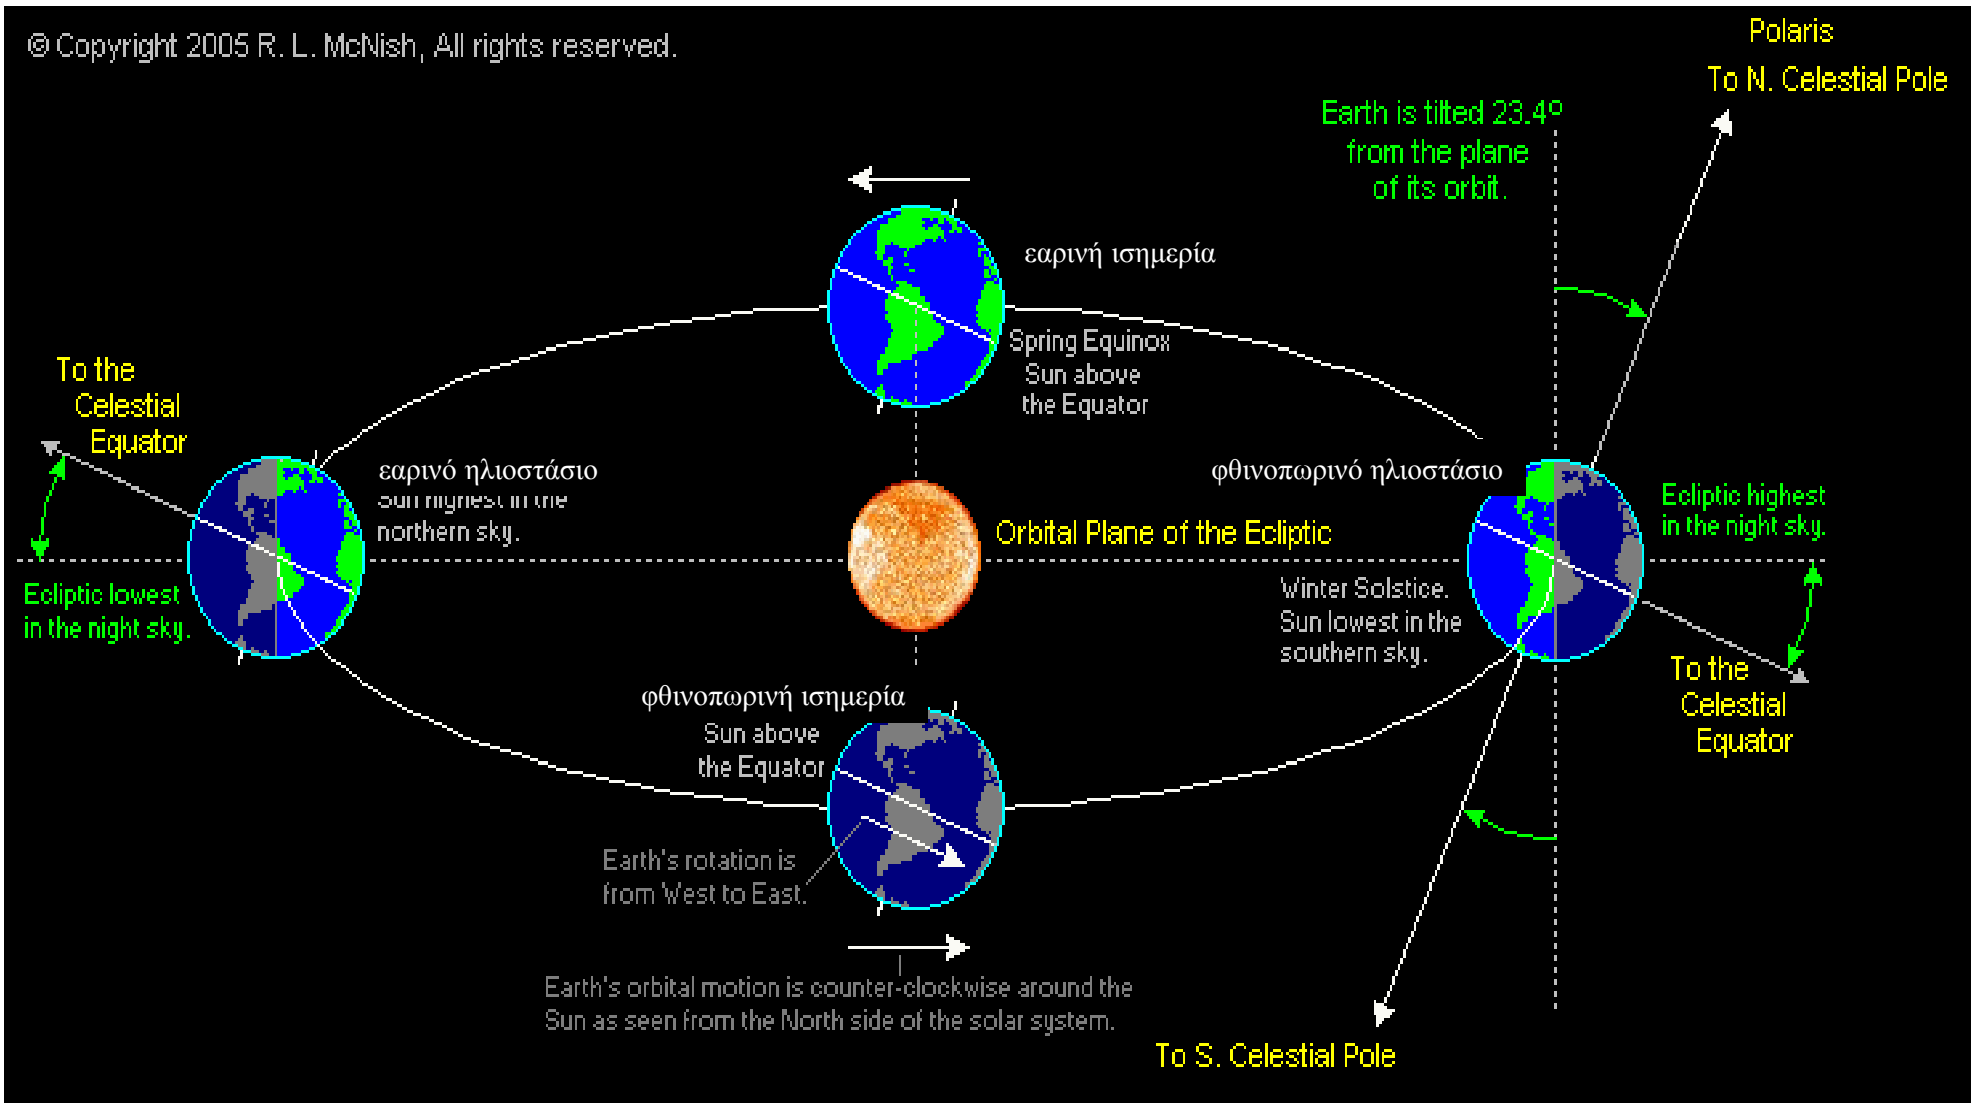 © Copyright 2005 R. L. McNish, All rights reserved.
Polaris
To N. Celestial Pole
Earth is tilted 23.4º
from the plane
of its orbit.
εαρινή ισημερία
Spring Equinox
Sun above
the Equator
To the
Celestial
Equator
εαρινό ηλιοστάσιο
Sun highest in the
northern sky.
φθινοπωρινό ηλιοστάσιο
Ecliptic highest
in the night sky.
Orbital Plane of the Ecliptic
Ecliptic lowest
in the night sky.
Winter Solstice.
Sun lowest in the
southern sky.
To the
Celestial
Equator
φθινοπωρινή ισημερία
Sun above
the Equator
Earth's rotation is
from West to East.
Earth's orbital motion is counter-clockwise around the
Sun as seen from the North side of the solar system.
To S. Celestial Pole